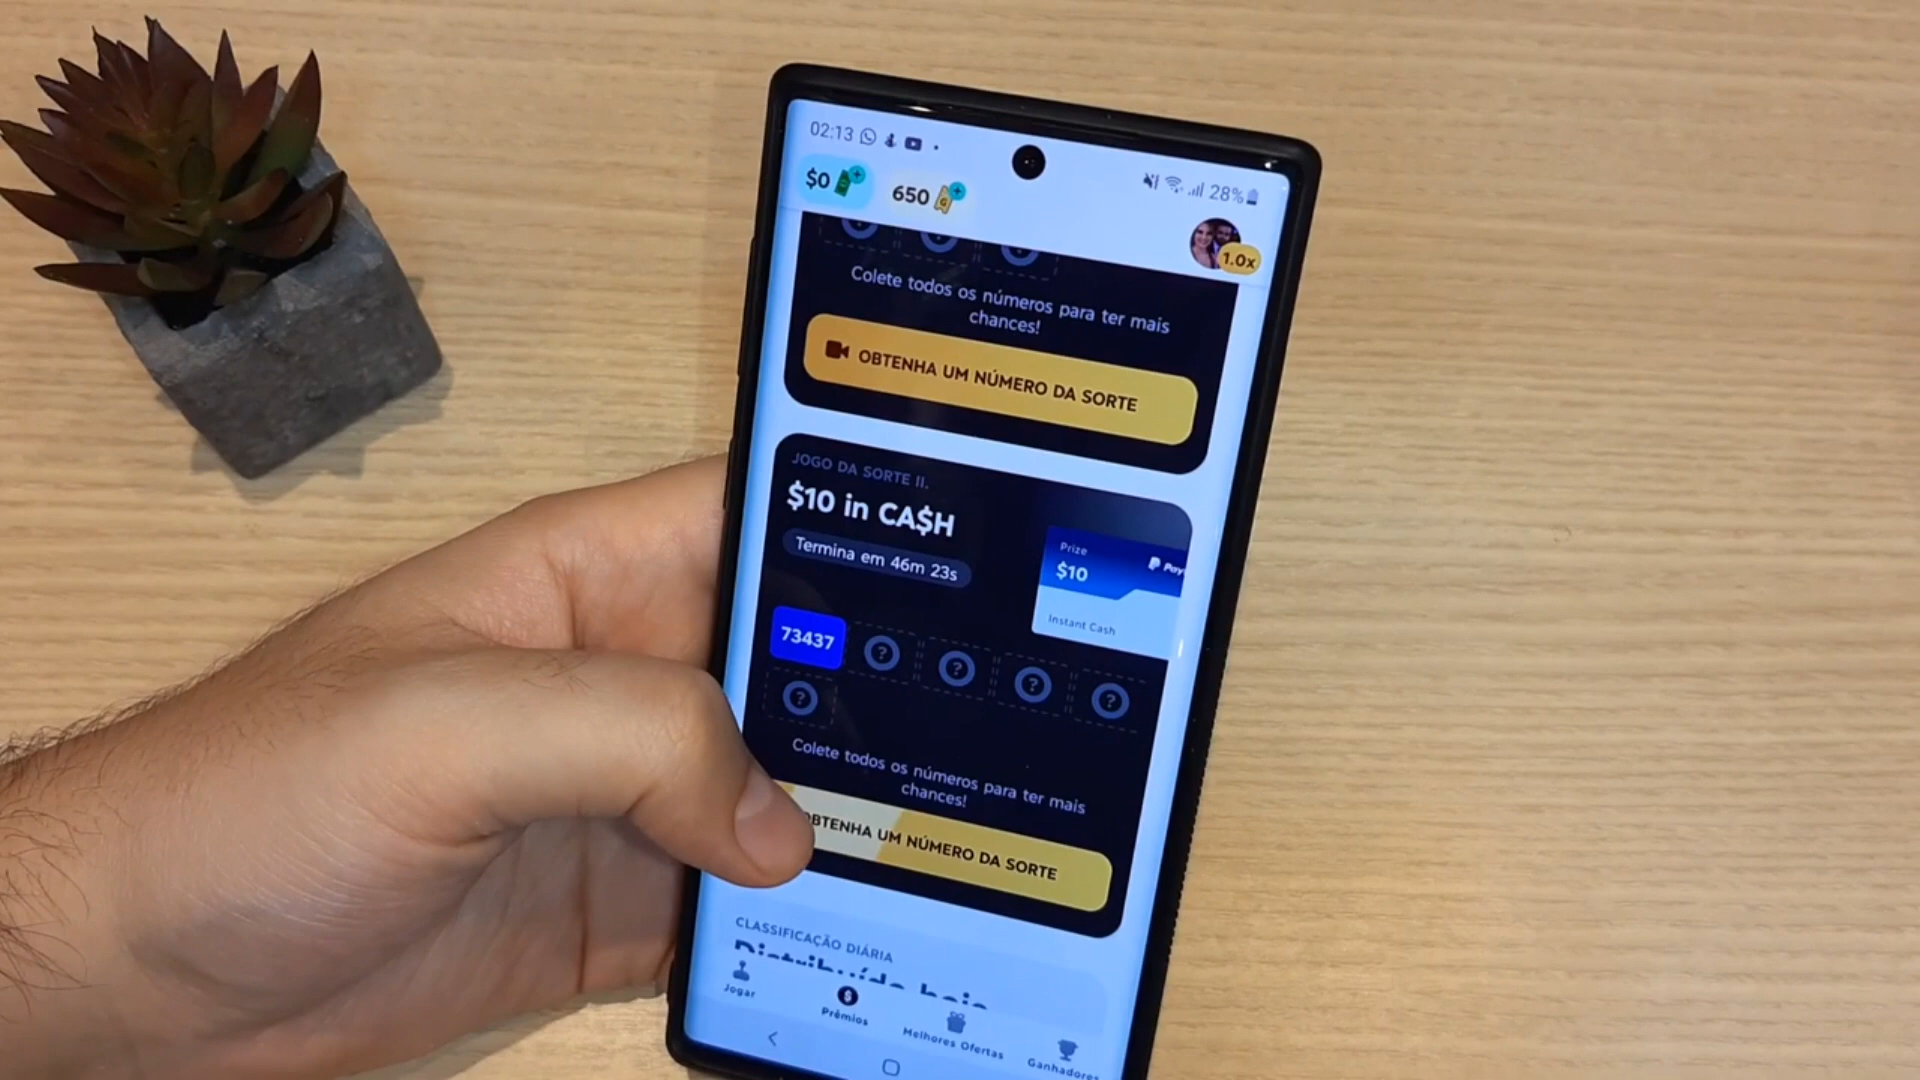 02:13
28%
$0
650
1.0x
Colete todos os números para ter mais
chances!
OBTENHA UM NÚMERO DA SORTE
JOGO DA SORTE II.
$10 in CA$H
Termina em 46m 23s
Prize
$10
Pay
Instant Cash
73437
Colete todos os números para ter mais
chances!
OBTENHA UM NÚMERO DA SORTE
CLASSIFICAÇÃO DIÁRIA
Jogar
Prêmios
Melhores Ofertas
Ganhadores